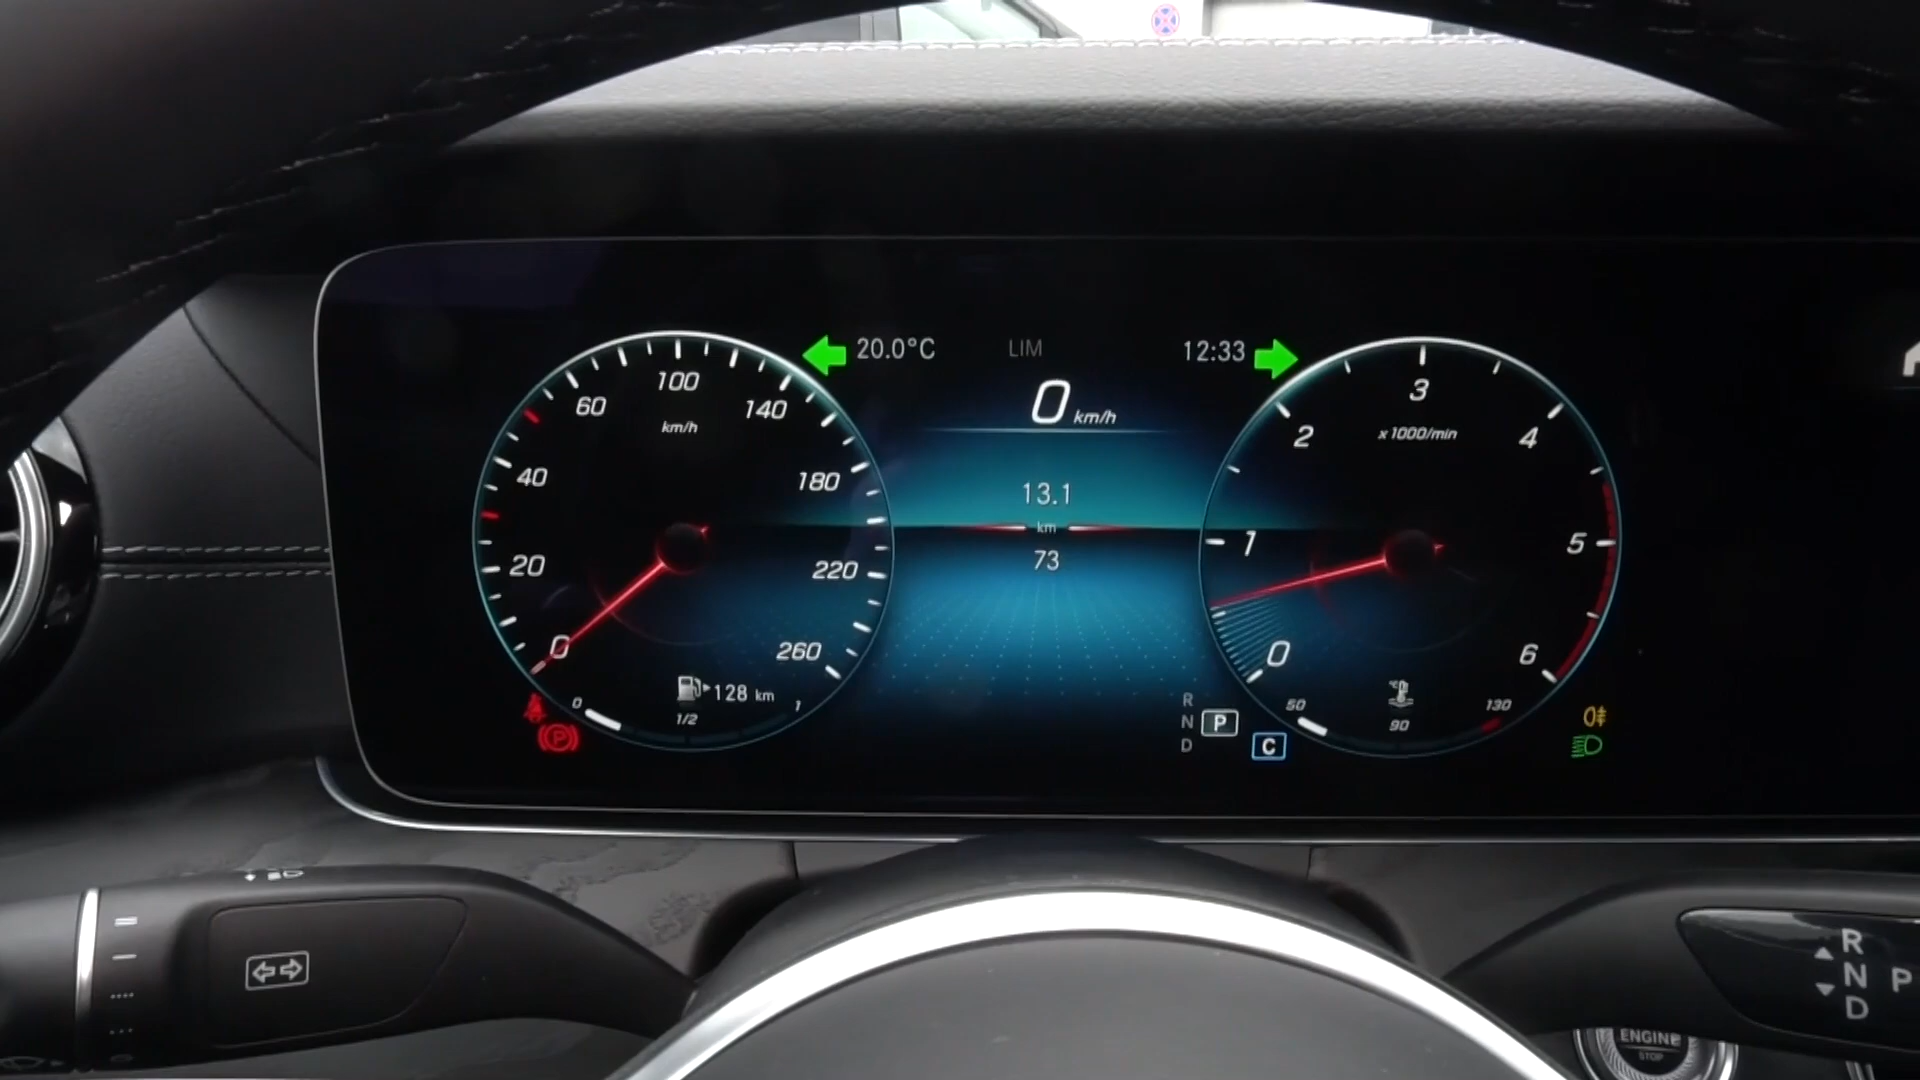 20.0°C LIM 12:33
0 km/h
13.1
km
73
100
60
140
km/h
40
180
20
220
0
260
128 km
0
1/2
1
3
2
4
x1000/min
1
5
0
6
50
90
130
°C
R
N P
D
C
P
R
N P
D
ENGINE
STOP